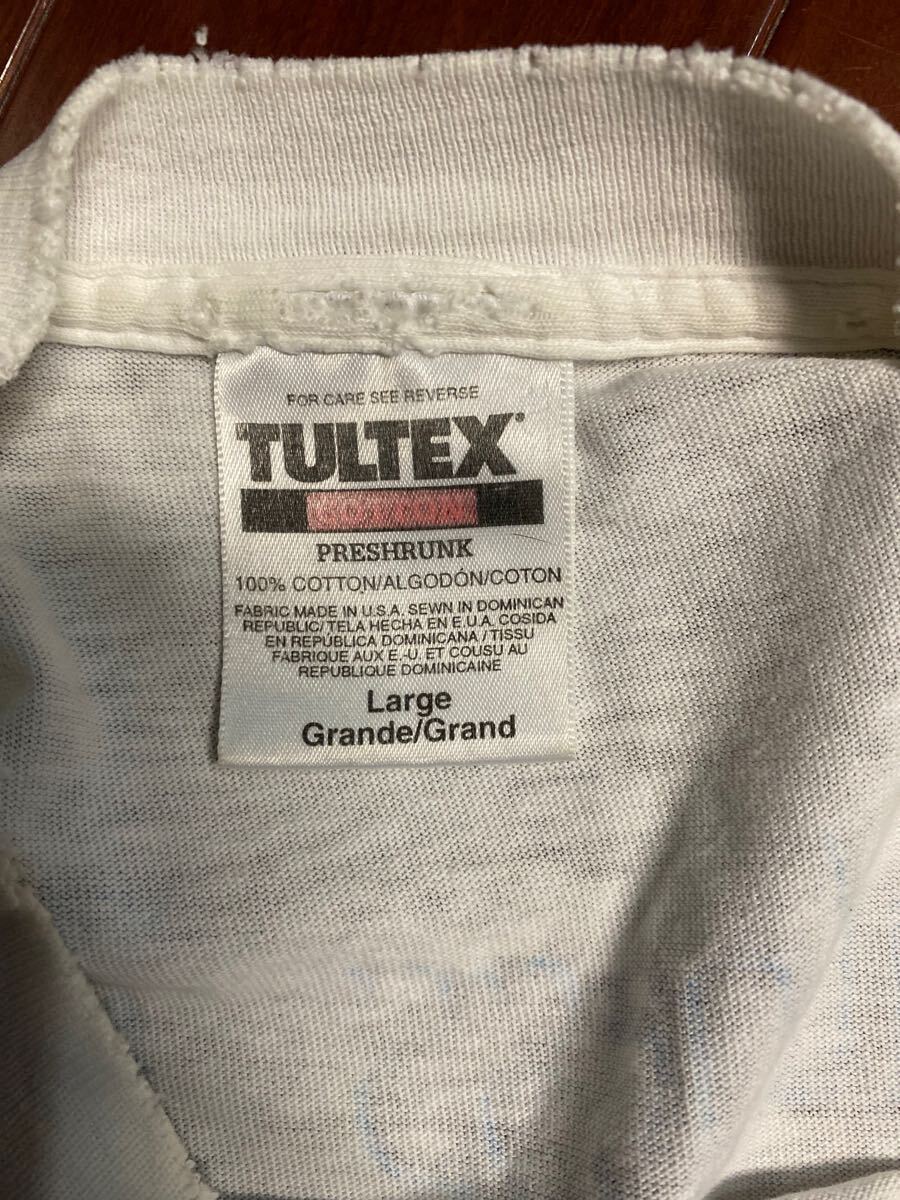 FOR CARE SEE REVERSE
TULTEX®
PRESHRUNK
100% COTTON/ALGODÓN/COTON
FABRIC MADE IN U.S.A. SEWN IN DOMINICAN
REPUBLIC/TELA HECHA EN E.U.A. COSIDA
EN REPÚBLICA DOMINICANA/TISSU
FABRIQUE AUX E.-U. ET COUSU AU
REPUBLIQUE DOMINICAINE
Large
Grande/Grand